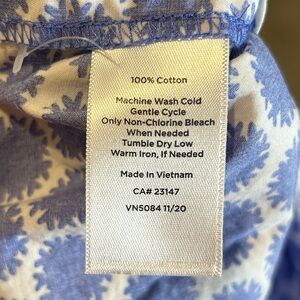 100% Cotton
Machine Wash Cold
Gentle Cycle
Only Non-Chlorine Bleach
When Needed
Tumble Dry Low
Warm Iron, If Needed
Made In Vietnam
CA# 23147
VN5084 11/20